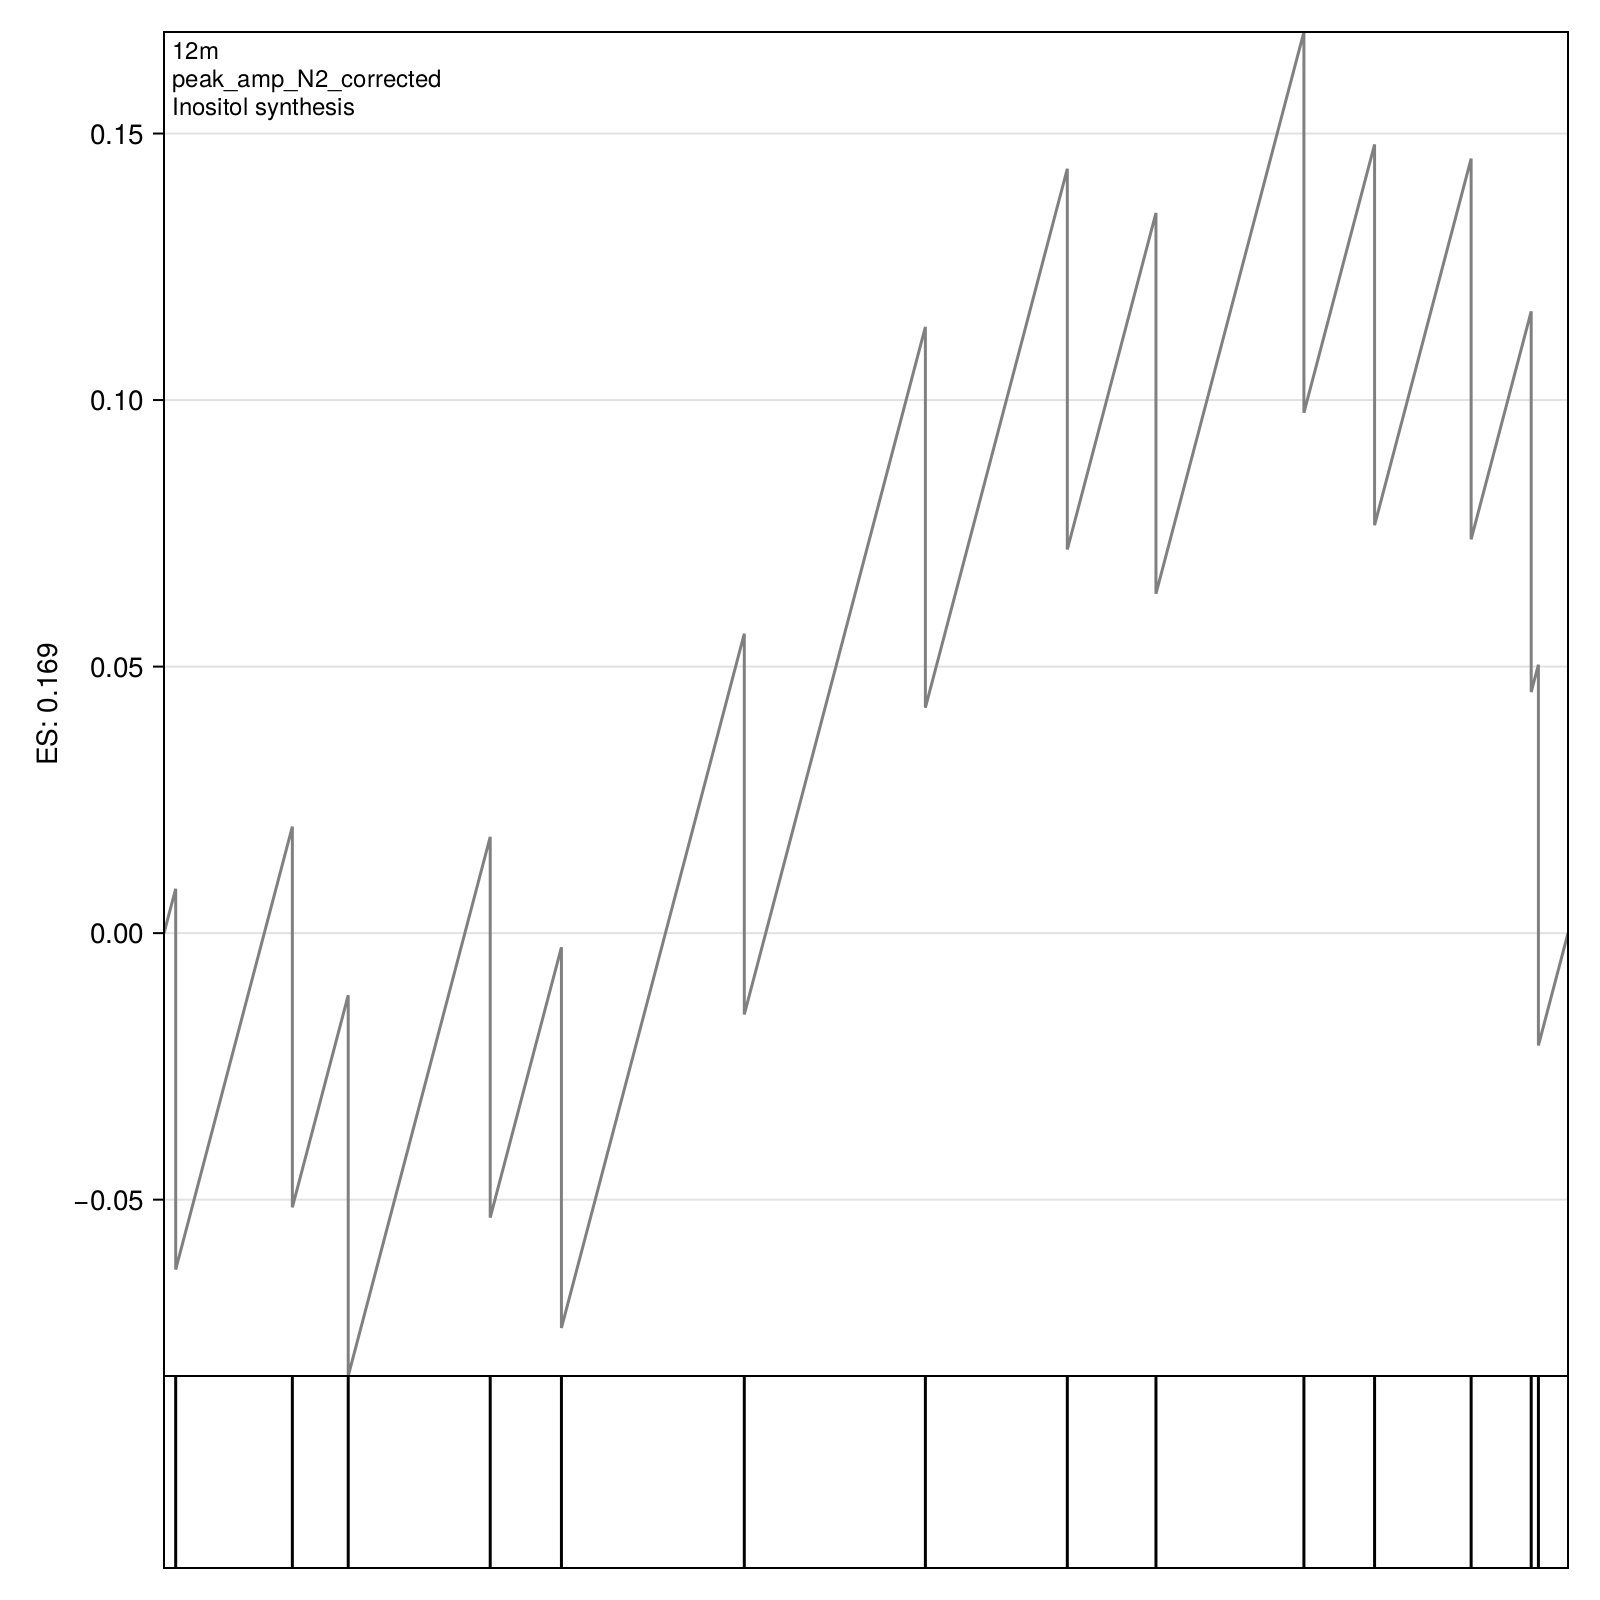 12m
peak_amp_N2_corrected
Inositol synthesis
0.15
0.10
0.05
0.00
−0.05
ES: 0.169